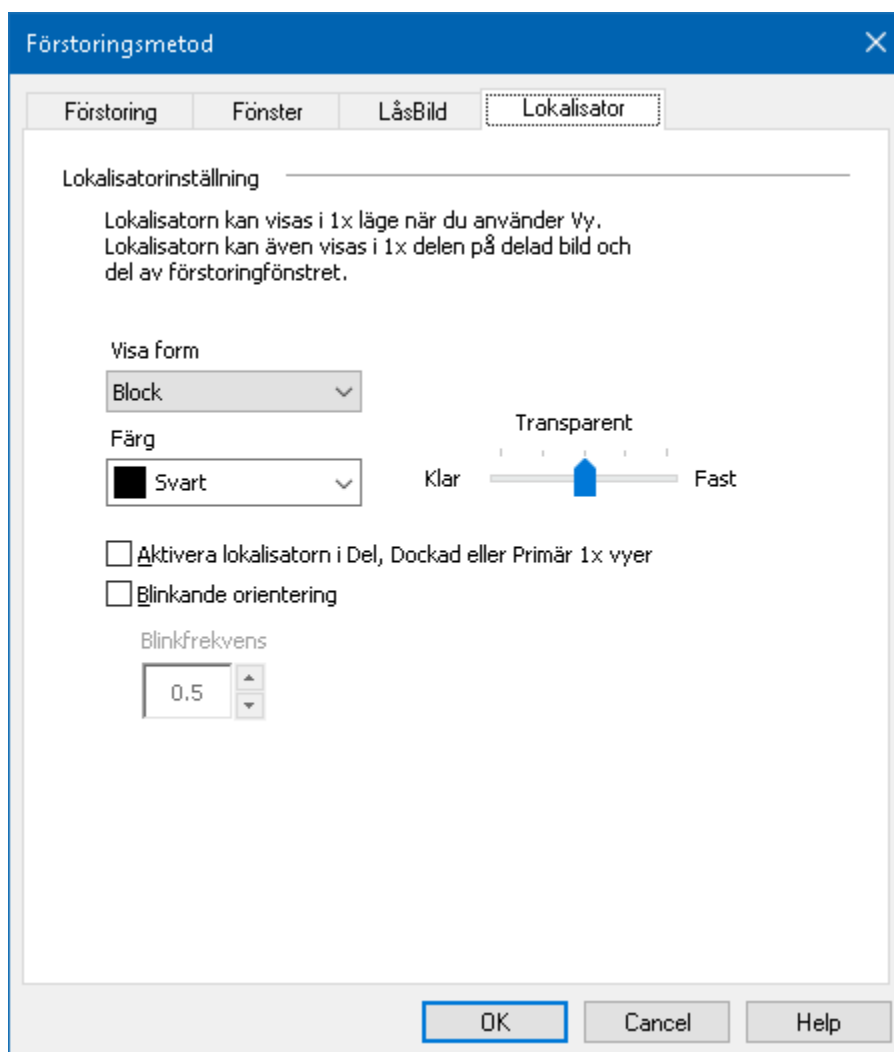 Förstoringsmetod
Förstoring Fönster LåsBild Lokalisator
Lokalisatorinställning
Lokalisatorn kan visas i 1x läge när du använder Vy.
Lokalisatorn kan även visas i 1x delen på delad bild och
del av förstoringfönstret.
Visa form
Block
Transparent
Färg
Svart
Klar Fast
Aktivera lokalisatorn i Del, Dockad eller Primär 1x vyer
Blinkande orientering
Blinkfrekvens
0.5
OK Cancel Help